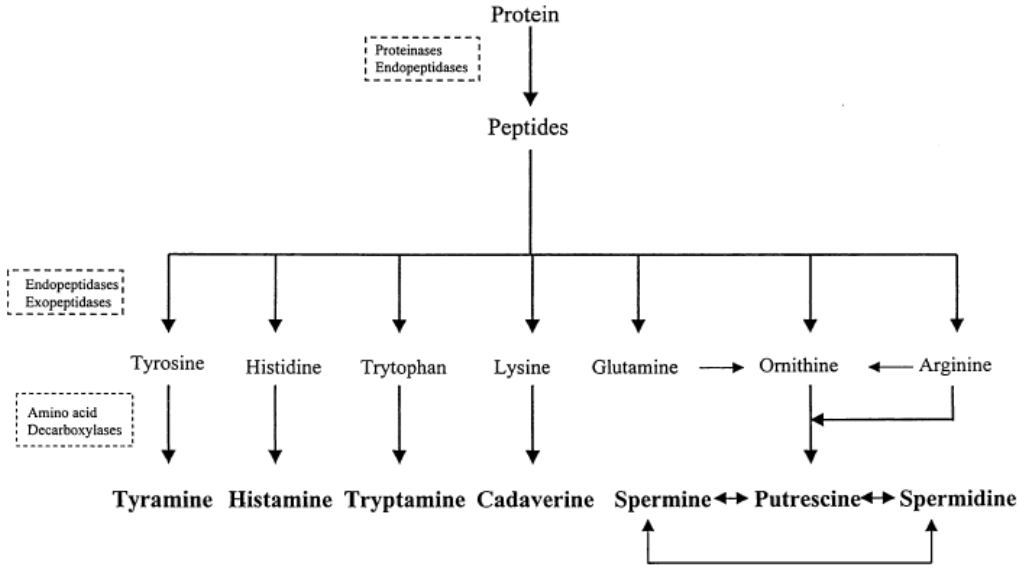 Protein
Proteinases
Endopeptidases
Peptides
Endopeptidases
Exopeptidases
Tyrosine Histidine Trytophan Lysine Glutamine Ornithine Arginine
Amino acid
Decarboxylases
Tyramine Histamine Tryptamine Cadaverine Spermine Putrescine Spermidine